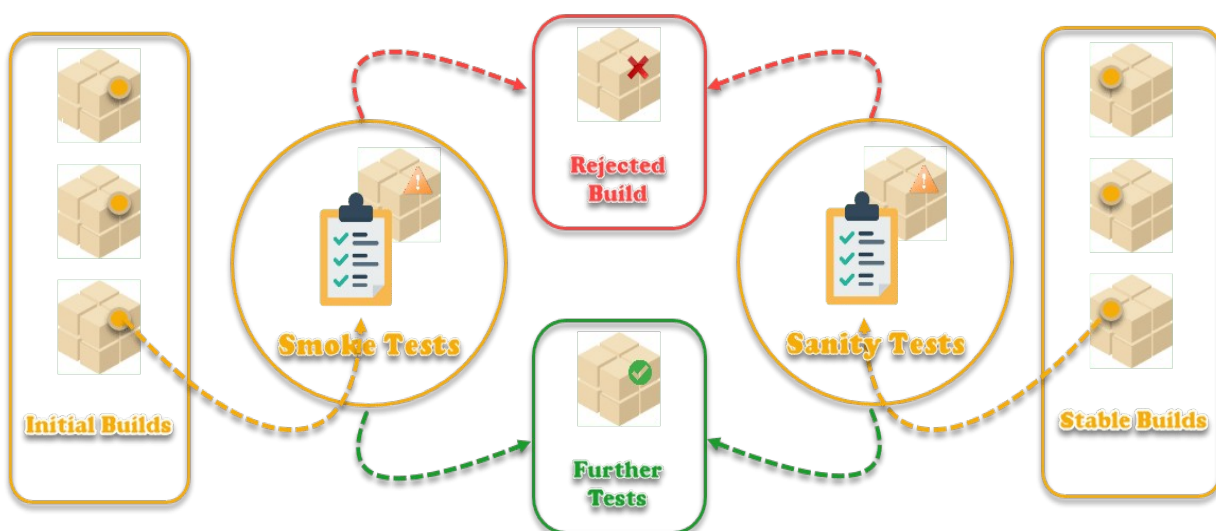 Rejected
Build
Smoke Tests
Sanity Tests
Initial Builds
Stable Builds
Further
Tests